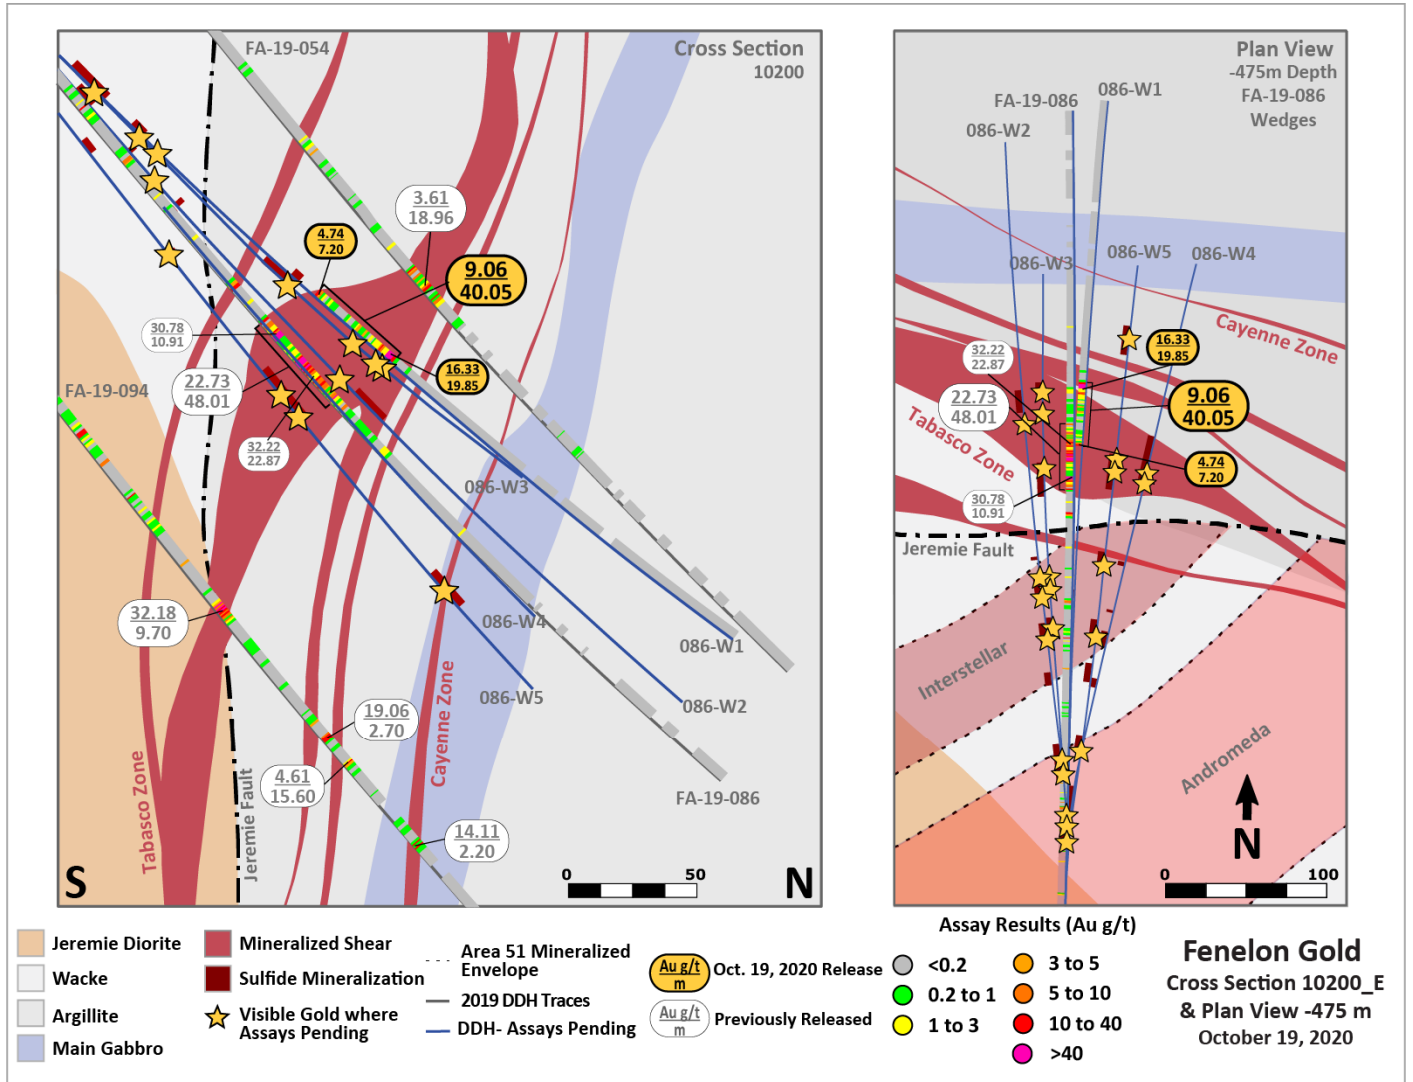 FA-19-054
Cross Section
10200
3.61
18.96
4.74
7.20
9.06
40.05
30.78
10.91
22.73
48.01
16.33
19.85
FA-19-094
32.22
22.87
086-W3
32.18
9.70
086-W4
086-W1
086-W5
086-W2
19.06
2.70
Cayenne Zone
4.61
15.60
FA-19-086
Tabasco Zone
Jeremie Fault
14.11
2.20
S
0
50
N
Plan View
-475m Depth
FA-19-086
Wedges
FA-19-086
086-W1
086-W2
086-W3
086-W5
086-W4
Cayenne Zone
32.22
22.87
16.33
19.85
22.73
48.01
9.06
40.05
Tabasco Zone
4.74
7.20
30.78
10.91
Jeremie Fault
Interstellar
Andromeda
N
0
100
Jeremie Diorite
Wacke
Argillite
Main Gabbro
Mineralized Shear
Sulfide Mineralization
Visible Gold where
Assays Pending
Area 51 Mineralized
Envelope
2019 DDH Traces
DDH- Assays Pending
Au g/t
m
Oct. 19, 2020 Release
Au g/t
m
Previously Released
Assay Results (Au g/t)
<0.2
0.2 to 1
1 to 3
3 to 5
5 to 10
10 to 40
>40
Fenelon Gold
Cross Section 10200_E
& Plan View -475 m
October 19, 2020